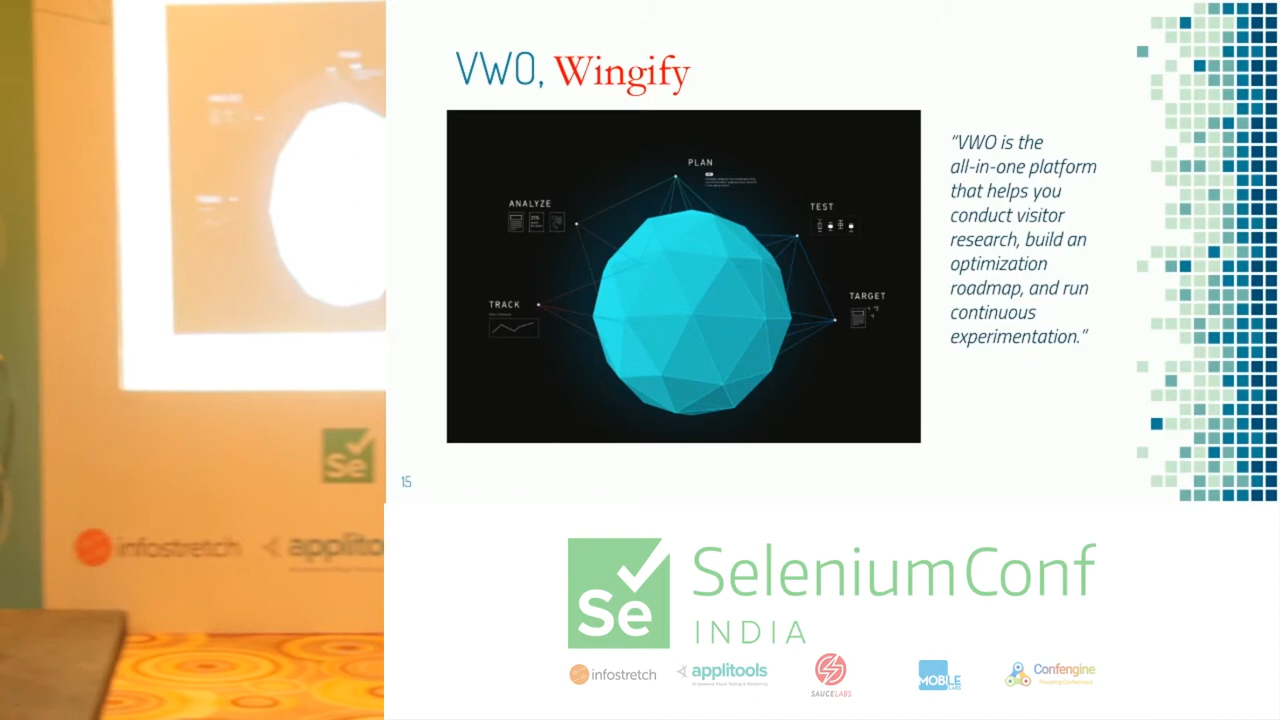 VWO, Wingify
PLAN
ANALYZE
TEST
TRACK
TARGET
“VWO is the
all-in-one platform
that helps you
conduct visitor
research, build an
optimization
roadmap, and run
continuous
experimentation.”
15
Se
infostretch
applito
Se
SeleniumConf
INDIA
infostretch
applitools
SAUCELABS
MOBILE
LABS
Confengine